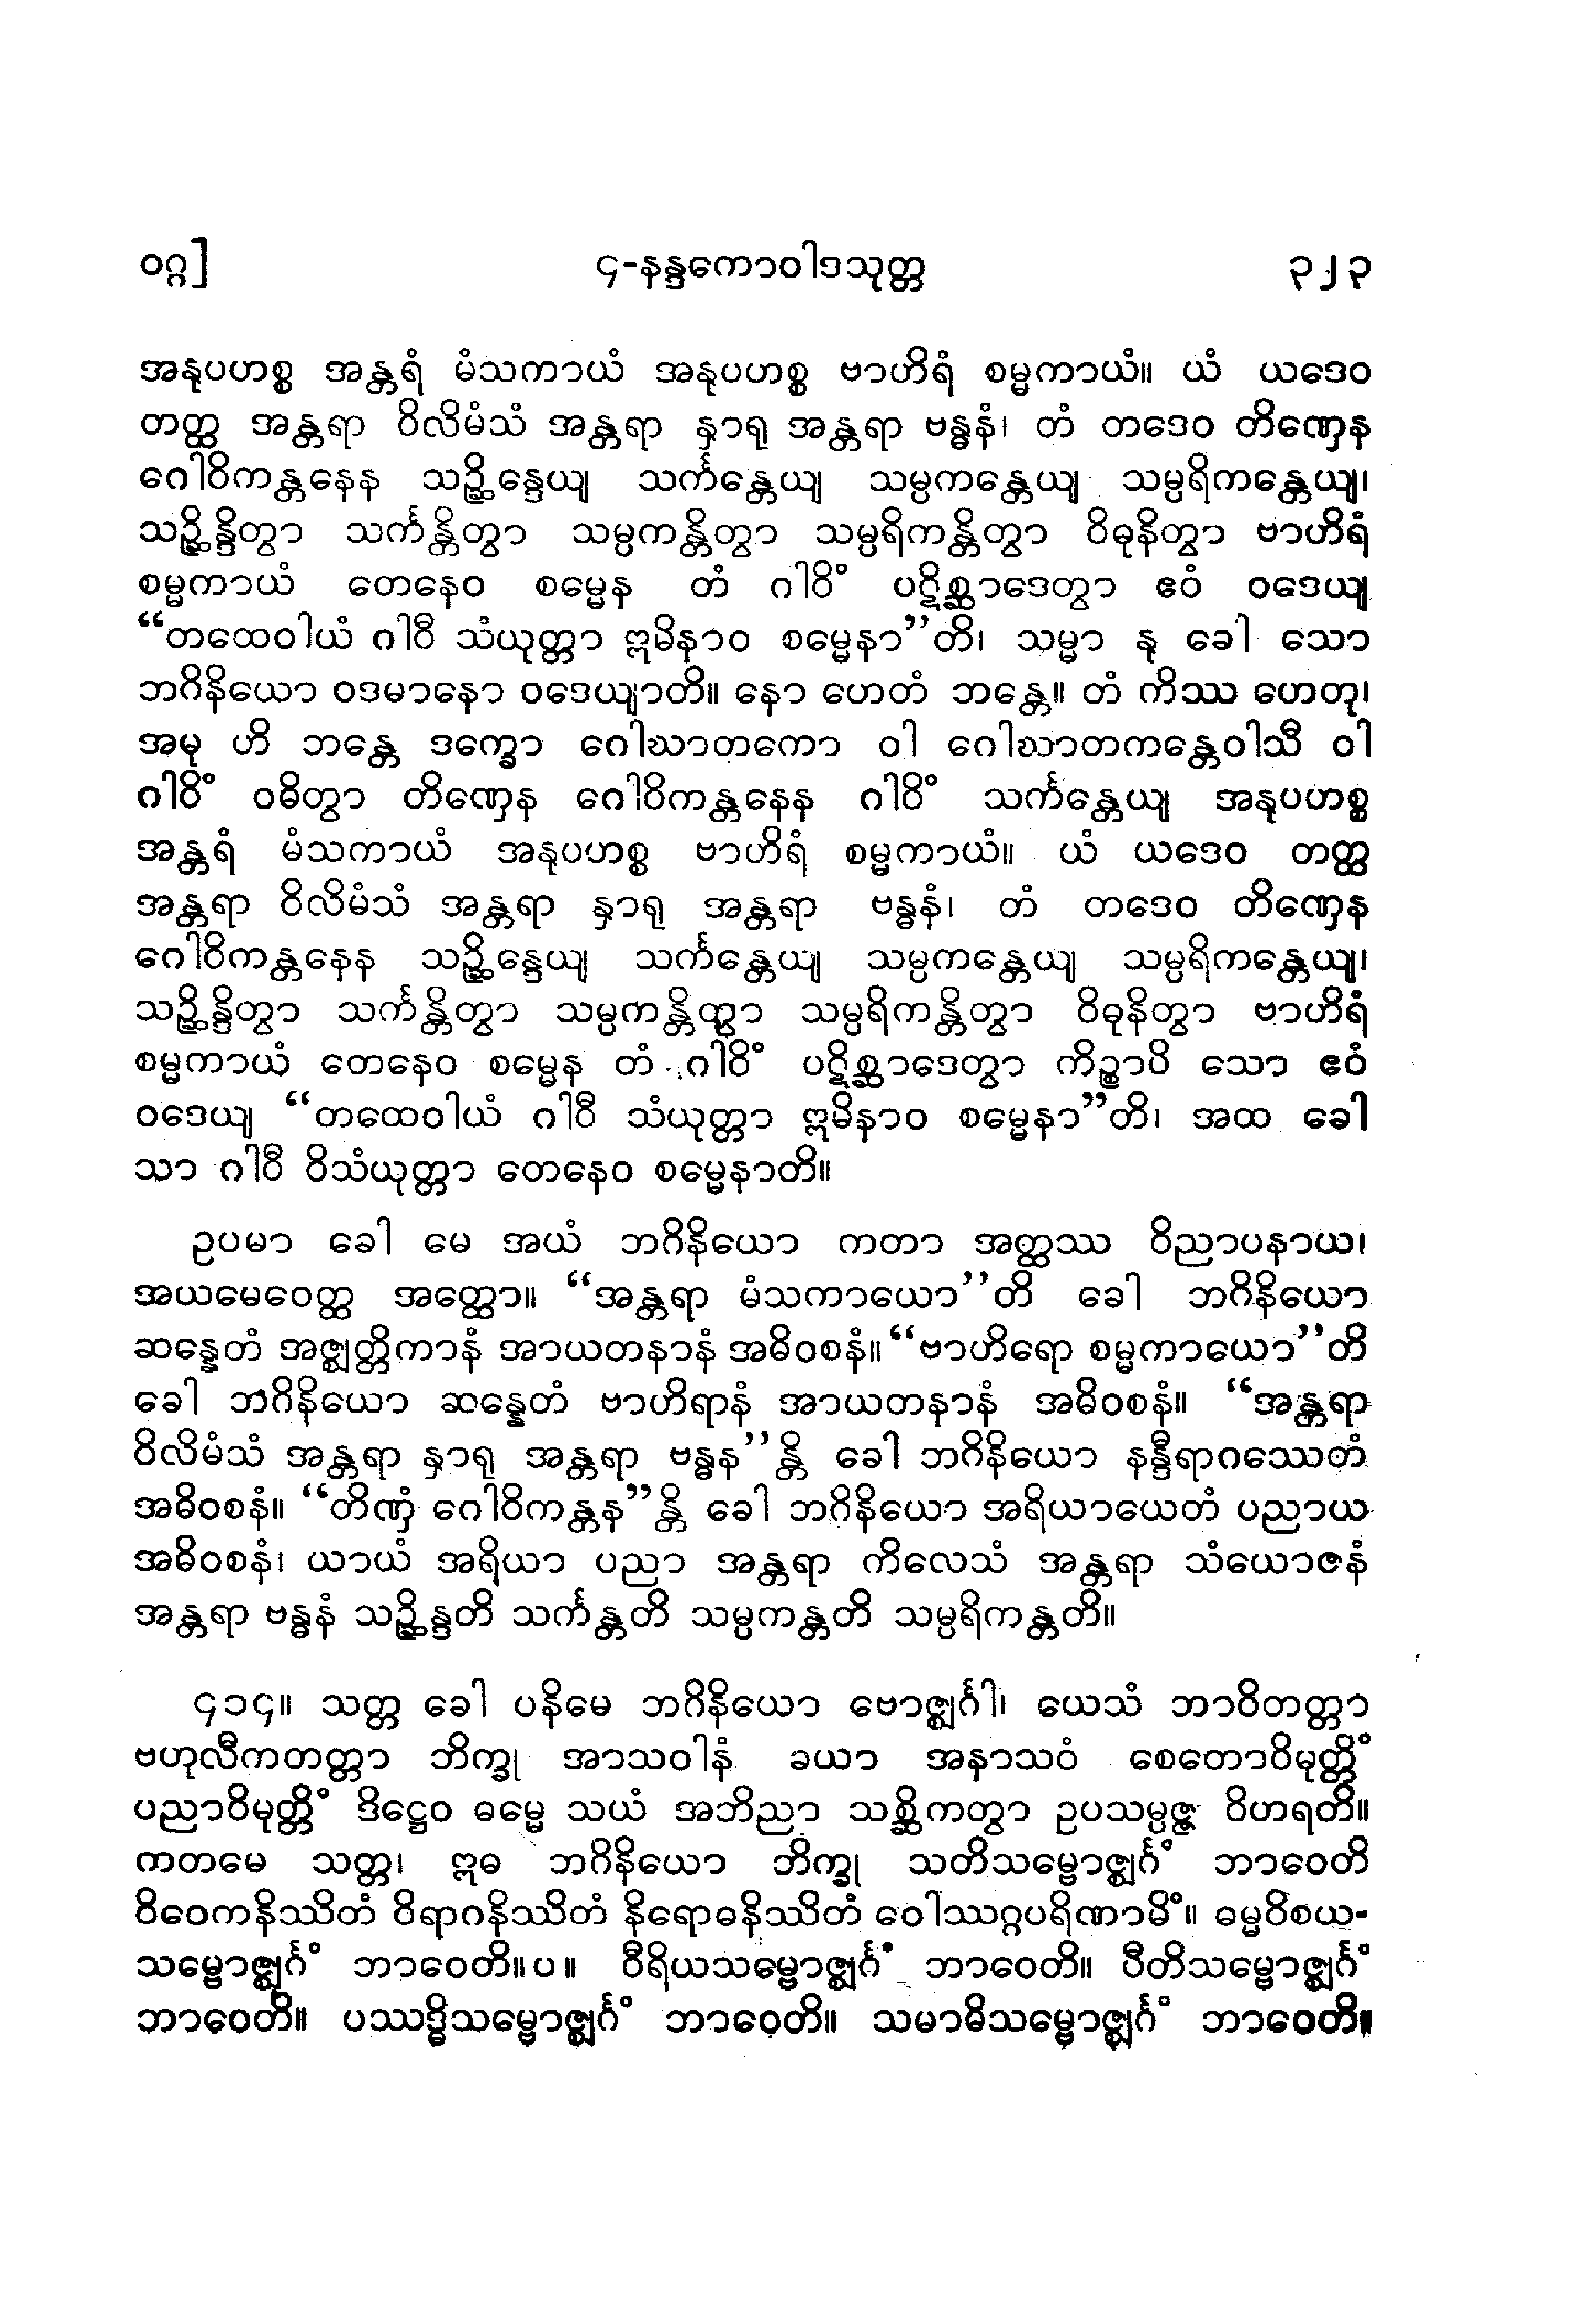 ဝဂ္ဂ] ၄-နန္ဒကောဝါဒသုတ္တ ၃၂၃
အနုပဟစ္စ အန္တရံ မံသကာယံ အနုပဟစ္စ ဗာဟိရံ စမ္မကာယံ။ ယံ ယဒေဝ
တတ္ထ အန္တရာ ဝိလိမံသံ အန္တရာ နှာရု အန္တရာ ဗန္ဓနံ၊ တံ တဒေဝ တိဏှေန
ဂေါဝိကန္တနေန သဉ္ဆိန္ဒေယျ သင်္ကန္တေယျ သမ္ပကန္တေယျ သမ္ပရိကန္တေယျ၊
သဉ္ဆိန္ဒိတွာ သင်္ကန္တိတွာ သမ္ပကန္တိတွာ သမ္ပရိကန္တိတွာ ဝိဓုနိတွာ ဗာဟိရံ
စမ္မကာယံ တေနေဝ စမ္မေန တံ ဂါဝိံ ပဋိစ္ဆာဒေတွာ ဧဝံ ဝဒေယျ
“တထေဝါယံ ဂါဝီ သံယုတ္တာ ဣမိနာဝ စမ္မေနာ”တိ၊ သမ္မာ နု ခေါ သော
ဘဂိနိယော ဝဒမာနော ဝဒေယျာတိ။ နော ဟေတံ ဘန္တေ။ တံ ကိဿ ဟေတု၊
အမု ဟိ ဘန္တေ ဒက္ခော ဂေါဃာတကော ဝါ ဂေါဃာတကန္တေဝါသီ ဝါ
ဂါဝိံ ဝဓိတွာ တိဏှေန ဂေါဝိကန္တနေန ဂါဝိံ သင်္ကန္တေယျ အနုပဟစ္စ
အန္တရံ မံသကာယံ အနုပဟစ္စ ဗာဟိရံ စမ္မကာယံ။ ယံ ယဒေဝ တတ္ထ
အန္တရာ ဝိလိမံသံ အန္တရာ နှာရု အန္တရာ ဗန္ဓနံ၊ တံ တဒေဝ တိဏှေန
ဂေါဝိကန္တနေန သဉ္ဆိန္ဒေယျ သင်္ကန္တေယျ သမ္ပကန္တေယျ သမ္ပရိကန္တေယျ၊
သဉ္ဆိန္ဒိတွာ သင်္ကန္တိတွာ သမ္ပကန္တိတွာ သမ္ပရိကန္တိတွာ ဝိဓုနိတွာ ဗာဟိရံ
စမ္မကာယံ တေနေဝ စမ္မေန တံ ဂါဝိံ ပဋိစ္ဆာဒေတွာ ကိဉ္စာပိ သော ဧဝံ
ဝဒေယျ “တထေဝါယံ ဂါဝီ သံယုတ္တာ ဣမိနာဝ စမ္မေနာ”တိ၊ အထ ခေါ
သာ ဂါဝီ ဝိသံယုတ္တာ တေနေဝ စမ္မေနာတိ။
ဥပမာ ခေါ မေ အယံ ဘဂိနိယော ကတာ အတ္ထဿ ဝိညာပနာယ၊
အယမေဝေတ္ထ အတ္ထော။ “အန္တရာ မံသကာယော”တိ ခေါ ဘဂိနိယော
ဆန္နေတံ အဇ္ဈတ္တိကာနံ အာယတနာနံ အဓိဝစနံ။ “ဗာဟိရော စမ္မကာယော”တိ
ခေါ ဘဂိနိယော ဆန္နေတံ ဗာဟိရာနံ အာယတနာနံ အဓိဝစနံ။ “အန္တရာ
ဝိလိမံသံ အန္တရာ နှာရု အန္တရာ ဗန္ဓန”န္တိ ခေါ ဘဂိနိယော နန္ဒီရာဂဿေတံ
အဓိဝစနံ။ “တိဏှံ ဂေါဝိကန္တန”န္တိ ခေါ ဘဂိနိယော အရိယာယေတံ ပညာယ
အဓိဝစနံ၊ ယာယံ အရိယာ ပညာ အန္တရာ ကိလေသံ အန္တရာ သံယောဇနံ
အန္တရာ ဗန္ဓနံ သဉ္ဆိန္ဒတိ သင်္ကန္တတိ သမ္ပကန္တတိ သမ္ပရိကန္တတိ။
၄၁၄။ သတ္တ ခေါ ပနိမေ ဘဂိနိယော ဗောဇ္ဈင်္ဂါ၊ ယေသံ ဘာဝိတတ္တာ
ဗဟုလီကတတ္တာ ဘိက္ခု အာသဝါနံ ခယာ အနာသဝံ စေတောဝိမုတ္တိံ
ပညာဝိမုတ္တိံ ဒိဋ္ဌေဝ ဓမ္မေ သယံ အဘိညာ သစ္ဆိကတွာ ဥပသမ္ပဇ္ဇ ဝိဟရတိ။
ကတမေ သတ္တ၊ ဣဓ ဘဂိနိယော ဘိက္ခု သတိသမ္ဗောဇ္ဈင်္ဂံ ဘာဝေတိ
ဝိဝေကနိဿိတံ ဝိရာဂနိဿိတံ နိရောဓနိဿိတံ ဝေါဿဂ္ဂပရိဏာမိံ။ ဓမ္မဝိစယ-
သမ္ဗောဇ္ဈင်္ဂံ ဘာဝေတိ။ပ။ ဝီရိယသမ္ဗောဇ္ဈင်္ဂံ ဘာဝေတိ။ ပီတိသမ္ဗောဇ္ဈင်္ဂံ
ဘာဝေတိ။ ပဿဒ္ဓိသမ္ဗောဇ္ဈင်္ဂံ ဘာဝေတိ။ သမာဓိသမ္ဗောဇ္ဈင်္ဂံ ဘာဝေတိ။